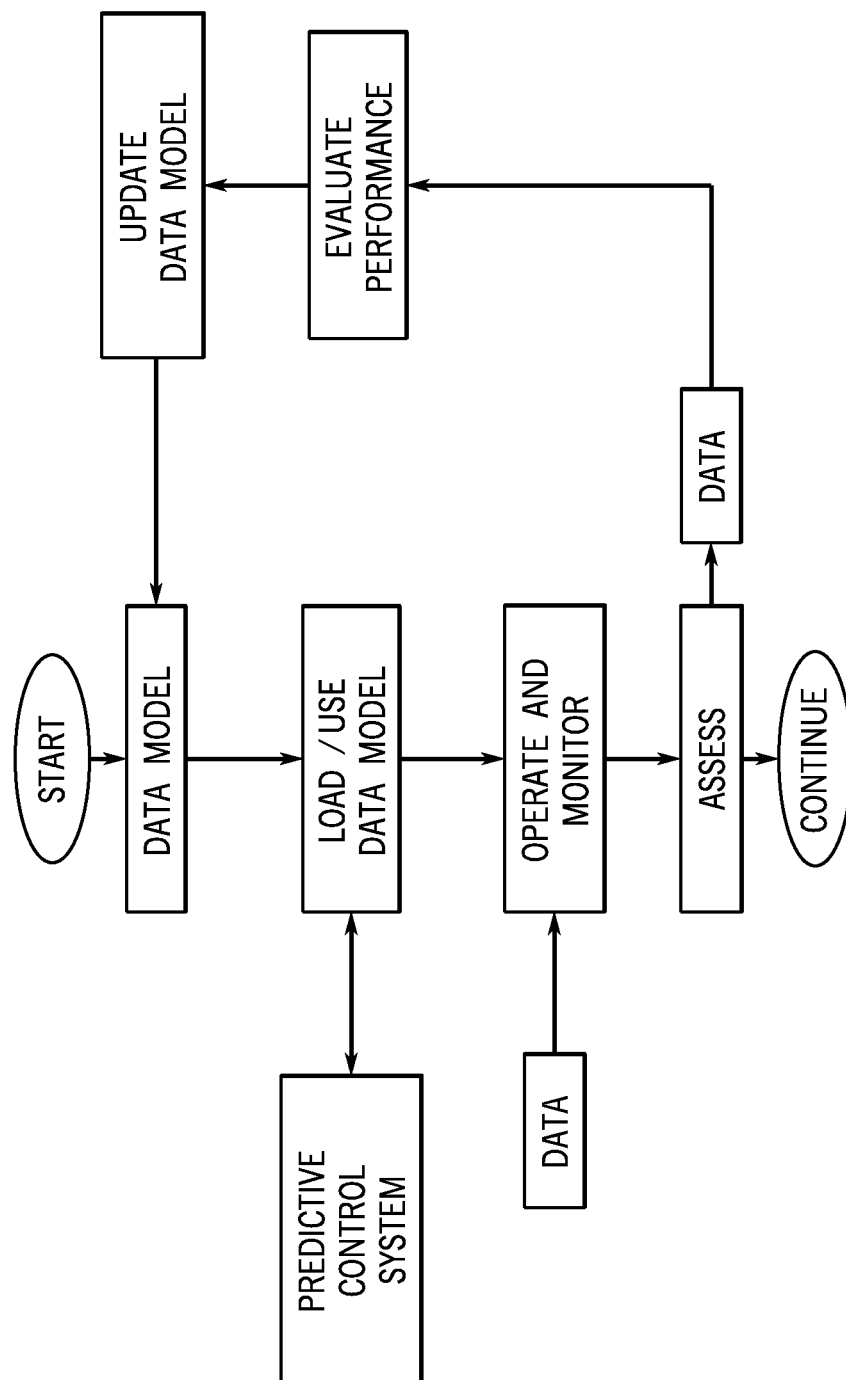 START
DATA MODEL
LOAD /USE
DATA MODEL
OPERATE AND
MONITOR
ASSESS
CONTINUE
PREDICTIVE
CONTROL
SYSTEM
DATA
DATA
EVALUATE
PERFORMANCE
UPDATE
DATA MODEL